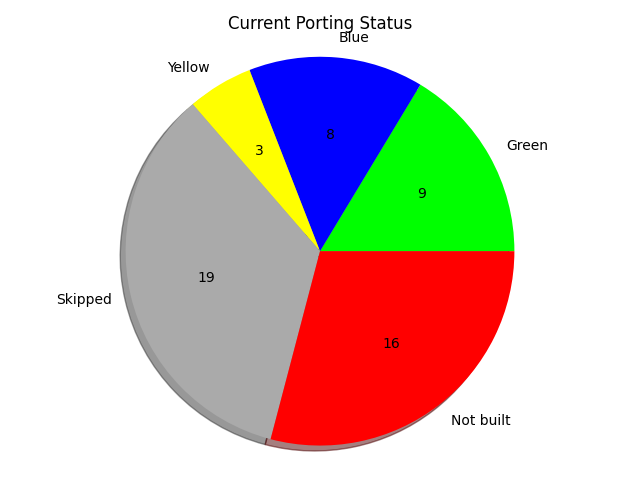 Current Porting Status
Blue
Yellow
8
Green
3
9
19
Skipped
16
Not built